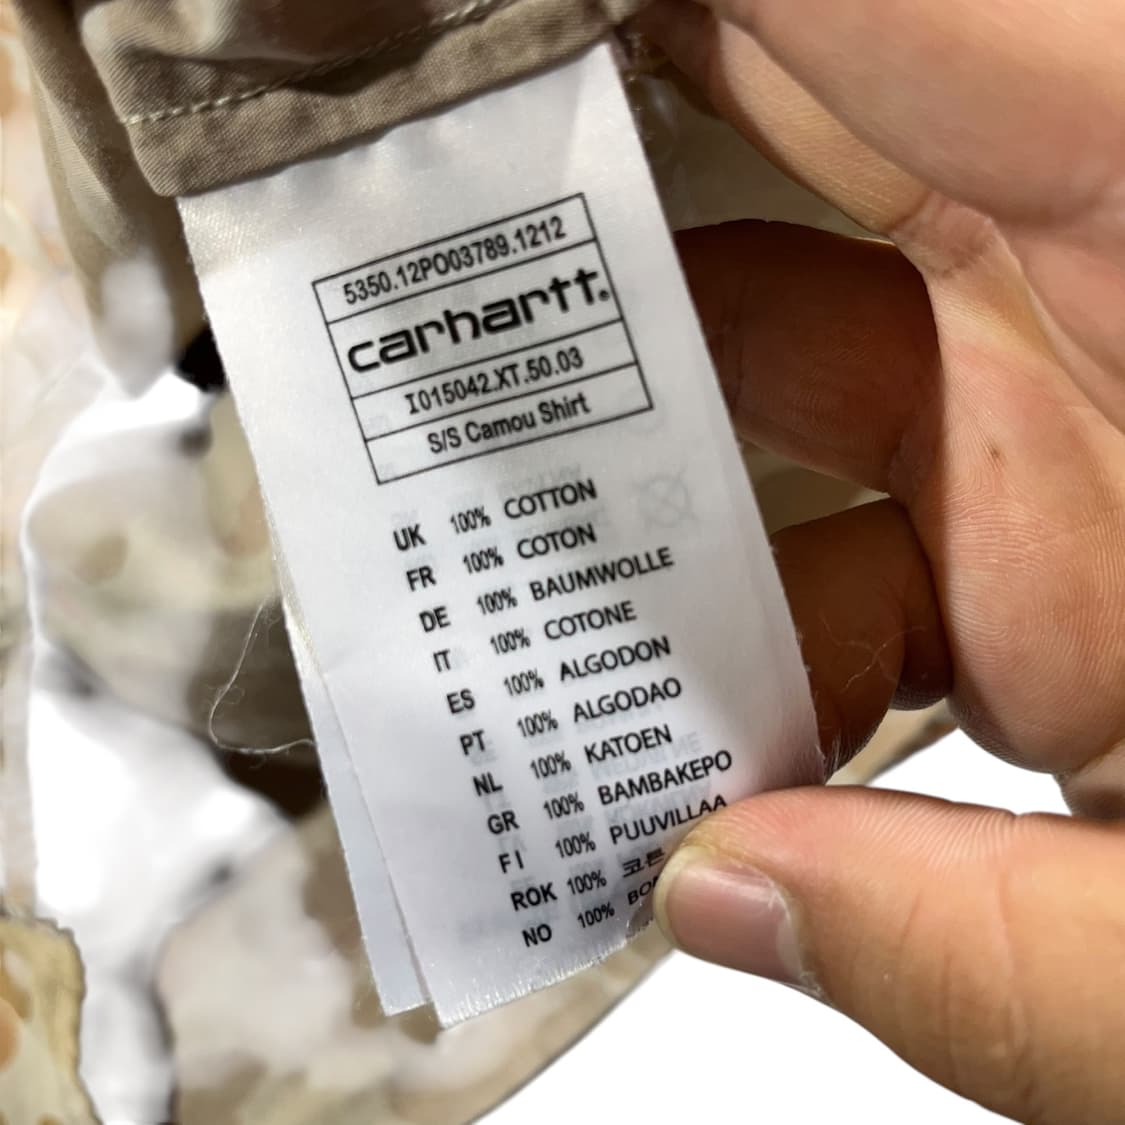 5350.12PO03789.1212
carhartt®
I015042.XT.50.03
S/S Camou Shirt
UK 100% COTTON
FR 100% COTON
DE 100% BAUMWOLLE
IT 100% COTONE
ES 100% ALGODON
PT 100% ALGODAO
NL 100% KATOEN
GR 100% BAMBAKEPO
FI 100% PUUVILLAA
ROK 100% 코튼
NO 100%